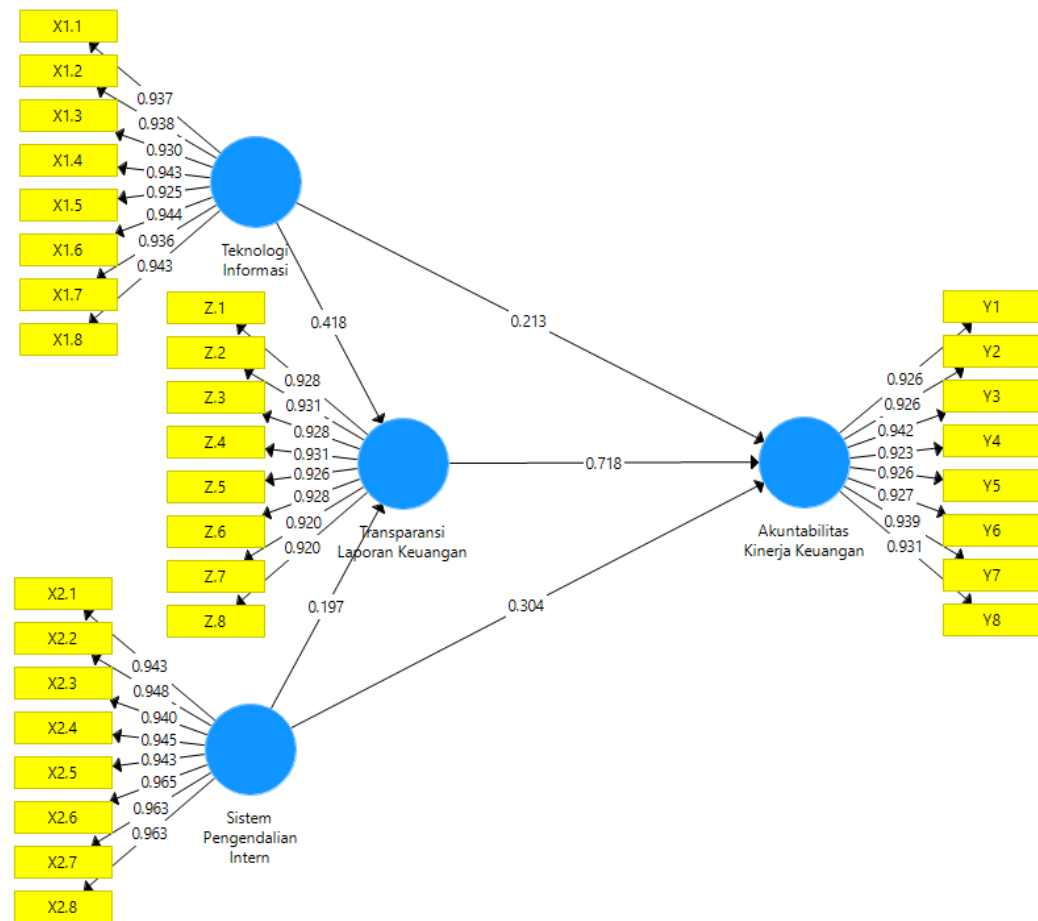 X1.1
X1.2
X1.3
X1.4
X1.5
X1.6
X1.7
X1.8
0.937
0.938
0.930
0.943
0.925
0.944
0.936
0.943
Teknologi
Informasi
0.418
0.213
Z.1
Z.2
Z.3
Z.4
Z.5
Z.6
Z.7
Z.8
0.928
0.931
0.928
0.931
0.926
0.928
0.920
0.920
Transparansi
Laporan Keuangan
0.718
0.197
0.304
X2.1
X2.2
X2.3
X2.4
X2.5
X2.6
X2.7
X2.8
0.943
0.948
0.940
0.945
0.943
0.965
0.963
0.963
Sistem
Pengendalian
Intern
Akuntabilitas
Kinerja Keuangan
0.926
0.926
0.942
0.923
0.926
0.927
0.939
0.931
Y1
Y2
Y3
Y4
Y5
Y6
Y7
Y8